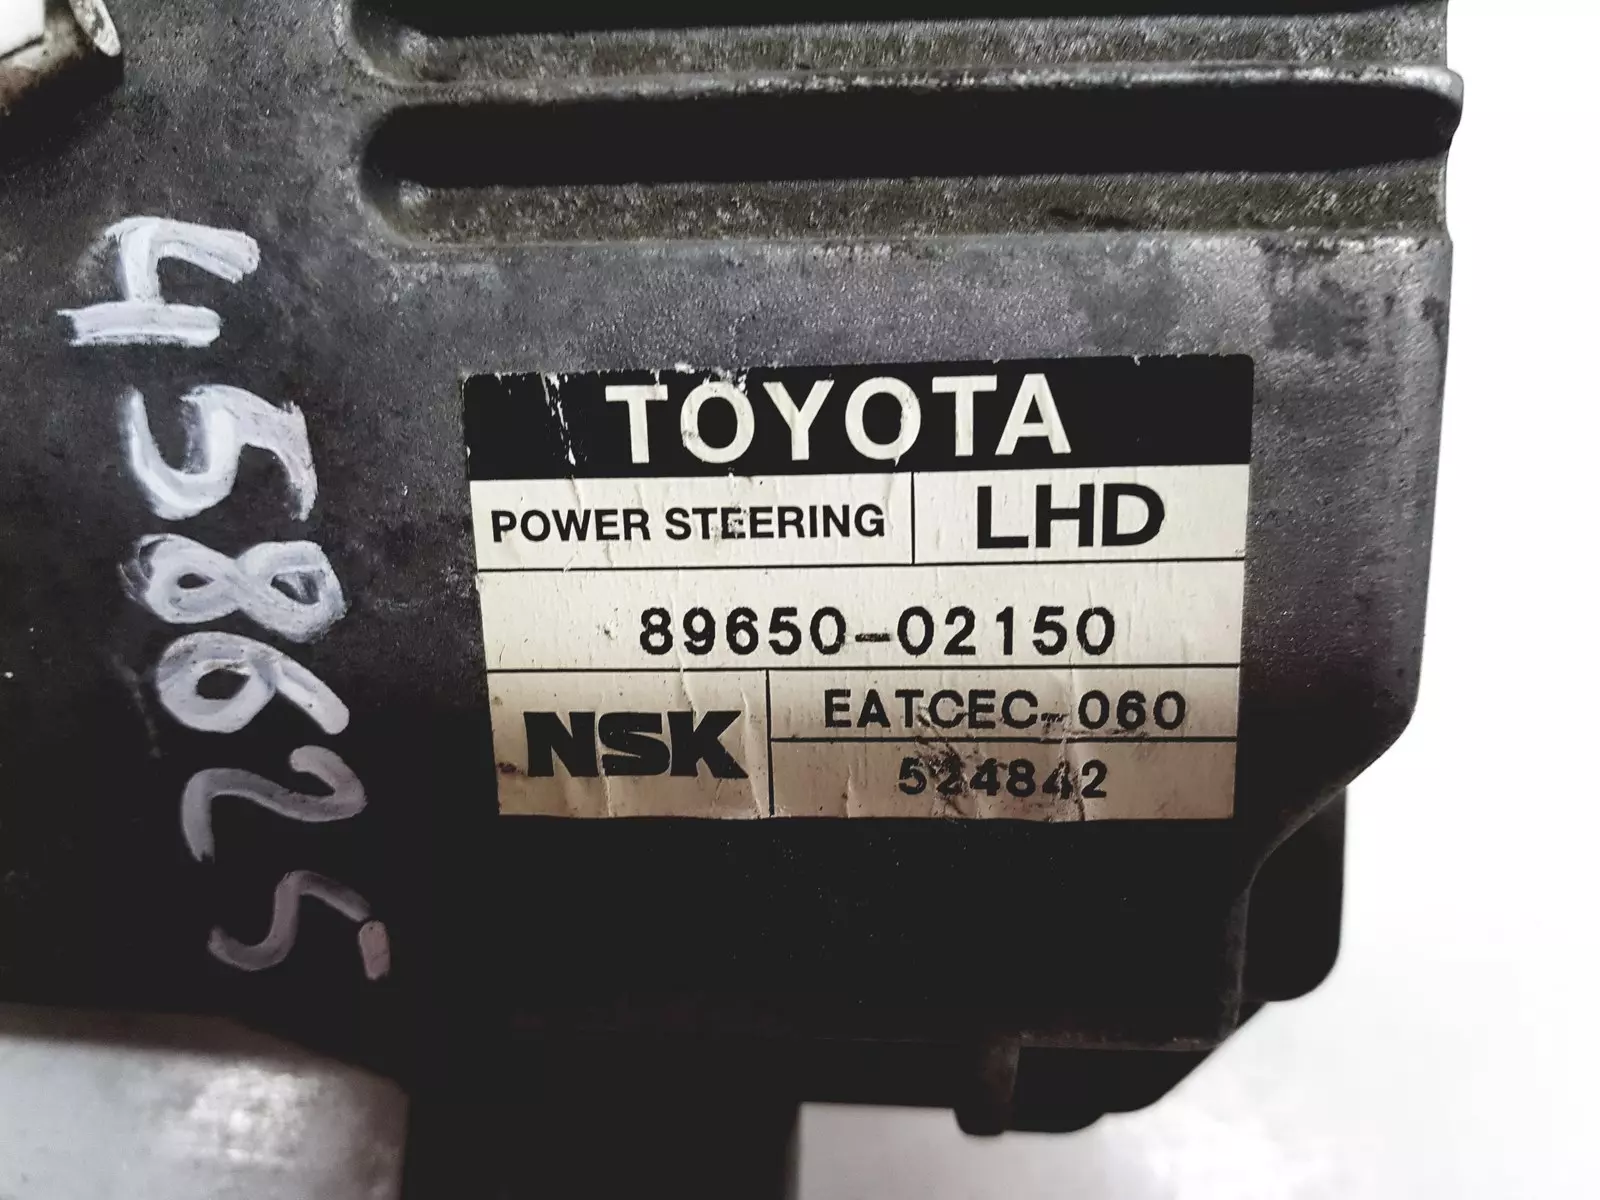 458625
TOYOTA
POWER STEERING LHD
89650-02150
NSK EATCEC-060
524842